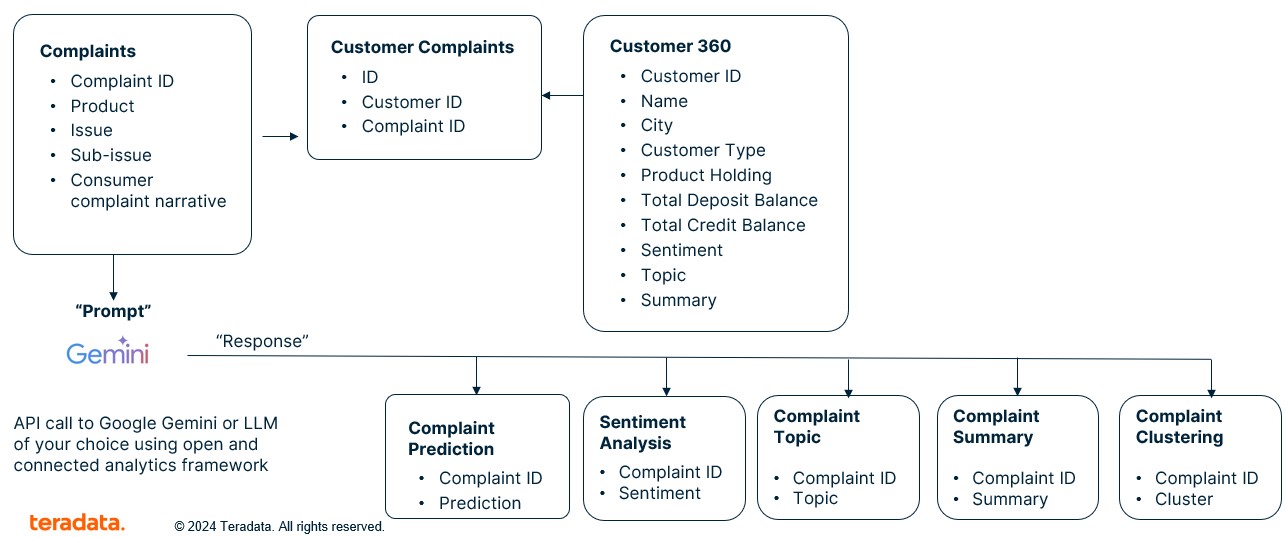 Complaints
• Complaint ID
• Product
• Issue
• Sub-issue
• Consumer
complaint narrative
Customer Complaints
• ID
• Customer ID
• Complaint ID
Customer 360
• Customer ID
• Name
• City
• Customer Type
• Product Holding
• Total Deposit Balance
• Total Credit Balance
• Sentiment
• Topic
• Summary
“Prompt”
Gemini
“Response”
API call to Google Gemini or LLM
of your choice using open and
connected analytics framework
Complaint
Prediction
• Complaint ID
• Prediction
Sentiment
Analysis
• Complaint ID
• Sentiment
Complaint
Topic
• Complaint ID
• Topic
Complaint
Summary
• Complaint ID
• Summary
Complaint
Clustering
• Complaint ID
• Cluster
teradata.
© 2024 Teradata. All rights reserved.